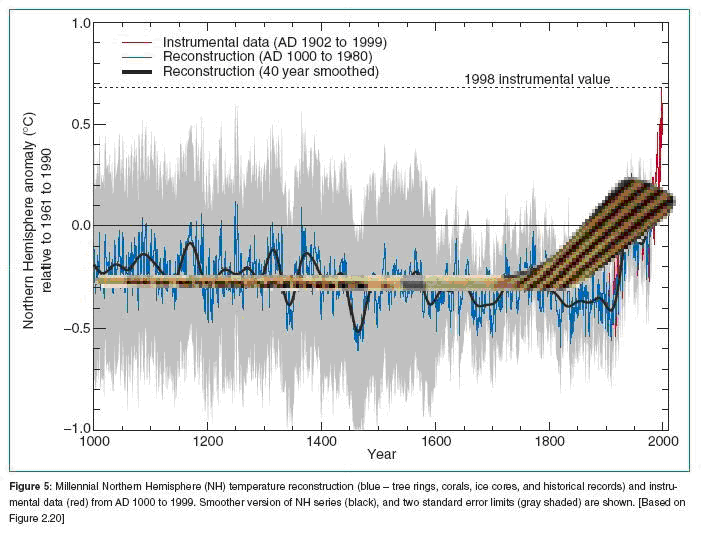 1.0
Instrumental data (AD 1902 to 1999)
Reconstruction (AD 1000 to 1980)
Reconstruction (40 year smoothed)
1998 instrumental value
0.5
0.0
−0.5
−1.0
Northern Hemisphere anomaly (°C)
relative to 1961 to 1990
1000 1200 1400 1600 1800 2000
Year
Figure 5: Millennial Northern Hemisphere (NH) temperature reconstruction (blue – tree rings, corals, ice cores, and historical records) and instru-
mental data (red) from AD 1000 to 1999. Smoother version of NH series (black), and two standard error limits (gray shaded) are shown. [Based on
Figure 2.20]